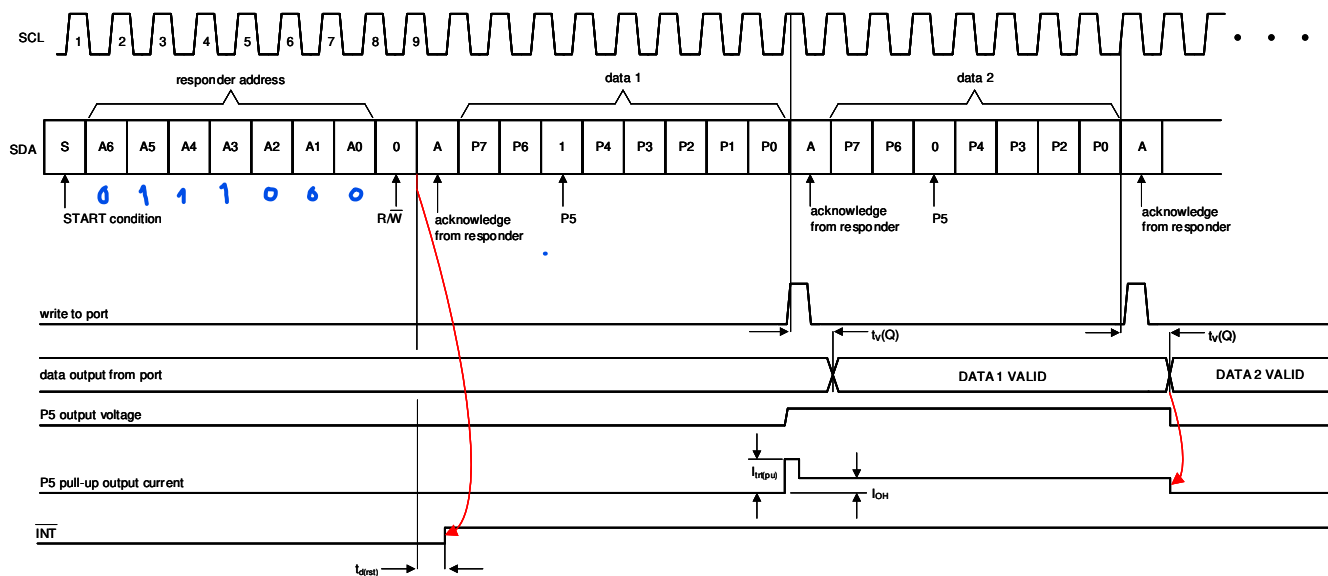 SCL 1 2 3 4 5 6 7 8 9
responder address data 1 data 2
SDA S A6 A5 A4 A3 A2 A1 A0 0 A P7 P6 1 P4 P3 P2 P1 P0 A P7 P6 0 P4 P3 P2 P0 A
0 1 1 1 0 0 0
START condition R/W̅ acknowledge from responder P5 acknowledge from responder P5 acknowledge from responder
write to port
tV(Q) tV(Q)
data output from port DATA 1 VALID DATA 2 VALID
P5 output voltage
Itrt(pu)
P5 pull-up output current IOH
I̅N̅T̅
td(rst)